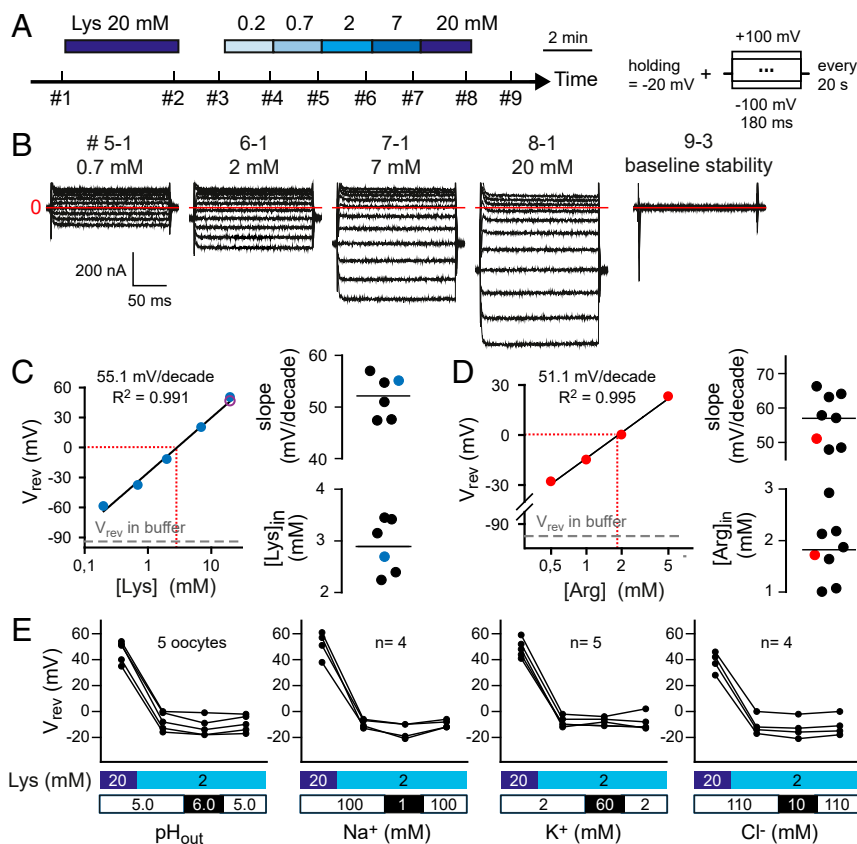 A
Lys 20 mM
0.2 0.7 2 7 20 mM
2 min
Time
#1 #2 #3 #4 #5 #6 #7 #8 #9
holding
= -20 mV
+
+100 mV
...
-100 mV
180 ms
every
20 s
B
# 5-1
0.7 mM
6-1
2 mM
7-1
7 mM
8-1
20 mM
9-3
baseline stability
0
200 nA
50 ms
C
55.1 mV/decade
R² = 0.991
Vrev (mV)
60
30
0
-30
-60
-90
Vrev in buffer
0,1 1 10
[Lys] (mM)
slope
(mV/decade)
60
50
40
[Lys]in
(mM)
4
3
2
D
51.1 mV/decade
R² = 0.995
Vrev (mV)
30
0
-30
-90
Vrev in buffer
0,5 1 2 5
[Arg] (mM)
slope
(mV/decade)
70
60
50
[Arg]in
(mM)
3
2
1
E
Vrev (mV)
60
40
20
0
-20
5 oocytes
n= 4
n= 5
n= 4
Lys (mM)
20 2
20 2
20 2
20 2
5.0 6.0 5.0
100 1 100
2 60 2
110 10 110
pHout
Na⁺ (mM)
K⁺ (mM)
Cl- (mM)